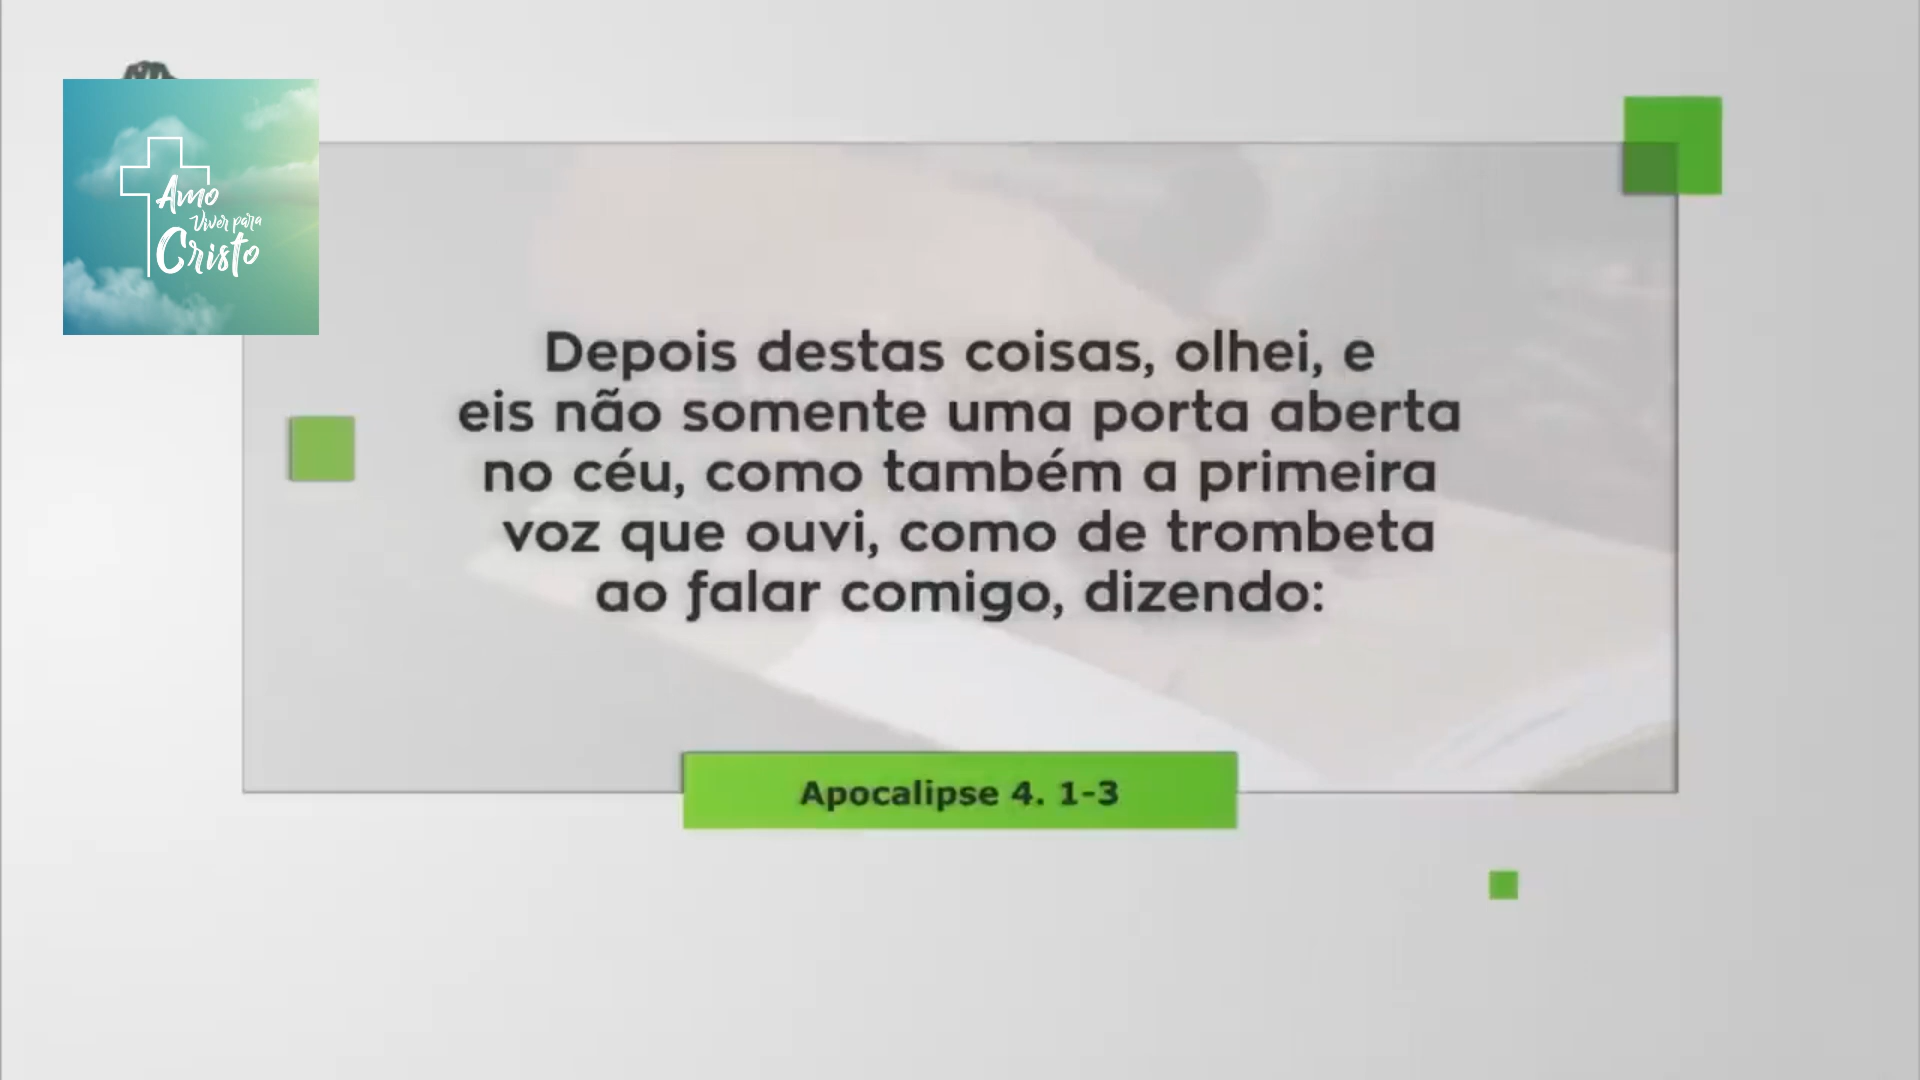 Amo
Viver para
Cristo
Depois destas coisas, olhei, e
eis não somente uma porta aberta
no céu, como também a primeira
voz que ouvi, como de trombeta
ao falar comigo, dizendo:
Apocalipse 4. 1-3